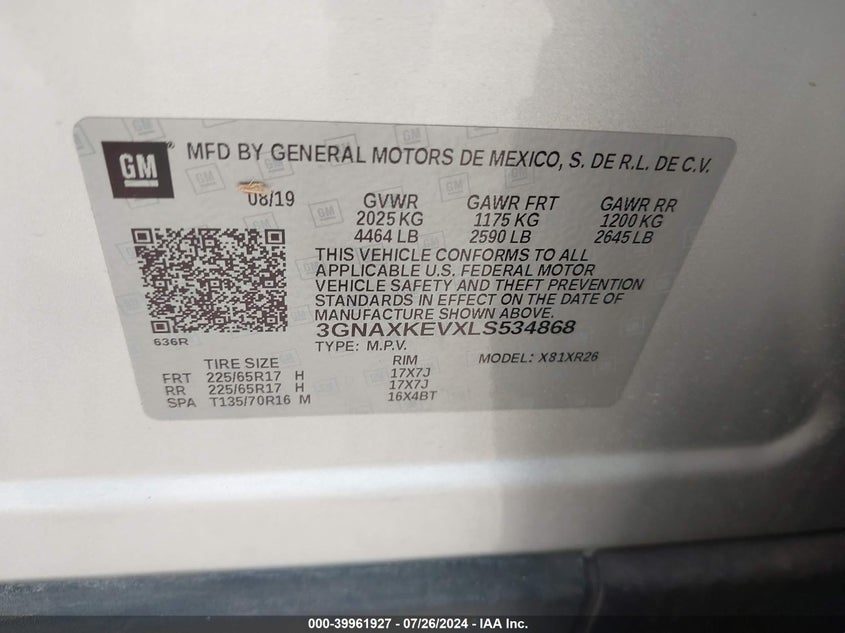 GM MFD BY GENERAL MOTORS DE MEXICO, S. DE R.L. DE C.V.
08/19 GVWR GAWR FRT GAWR RR
2025 KG 1175 KG 1200 KG
4464 LB 2590 LB 2645 LB
THIS VEHICLE CONFORMS TO ALL
APPLICABLE U.S. FEDERAL MOTOR
VEHICLE SAFETY AND THEFT PREVENTION
STANDARDS IN EFFECT ON THE DATE OF
MANUFACTURE SHOWN ABOVE.
3GNAXKEVXLS534868
636R
TYPE: M.P.V. MODEL: X81XR26
TIRE SIZE RIM
FRT 225/65R17 H 17X7J
RR 225/65R17 H 17X7J
SPA T135/70R16 M 16X4BT
000-39961927 - 07/26/2024 - IAA Inc.